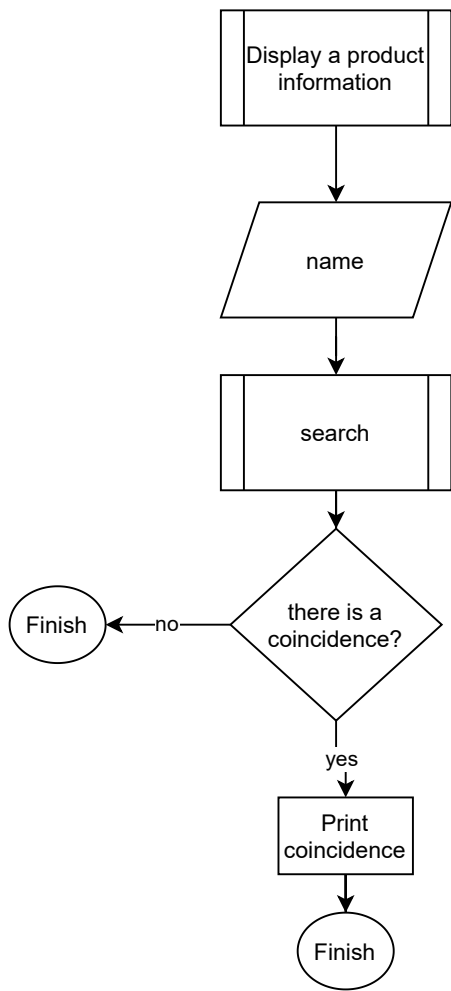 Display a product
information
name
search
there is a
coincidence?
no
Finish
yes
Print
coincidence
Finish